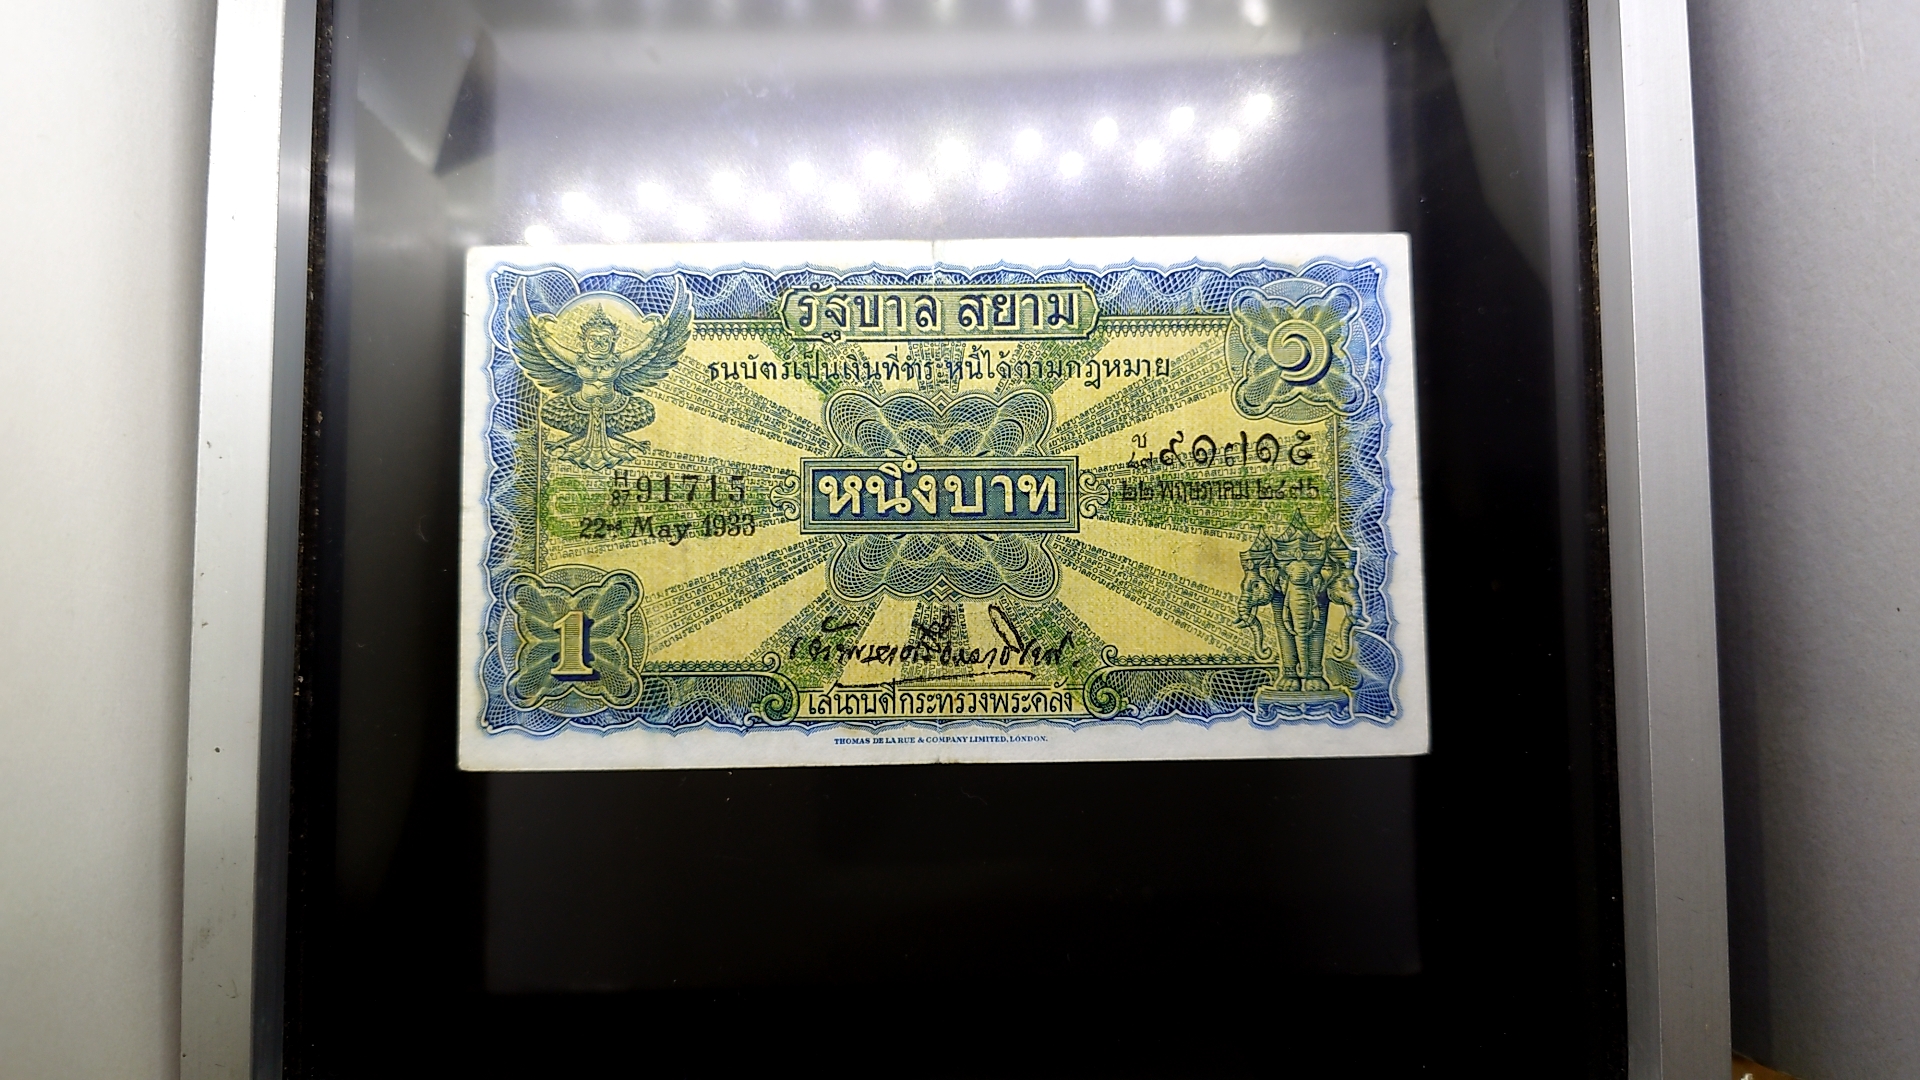 รัฐบาล สยาม
ธนบัตร์เป็นเงินที่ชำระหนี้ได้ตามกฎหมาย
๑
H
87 91715
22nd May 1933
หนึ่งบาท
ช
๘๗ ๙๑๗๑๕
๒๒ พฤษภาคม ๒๔๗๖
1
เสนาบดีกระทรวงพระคลัง
THOMAS DE LA RUE & COMPANY LIMITED, LONDON.